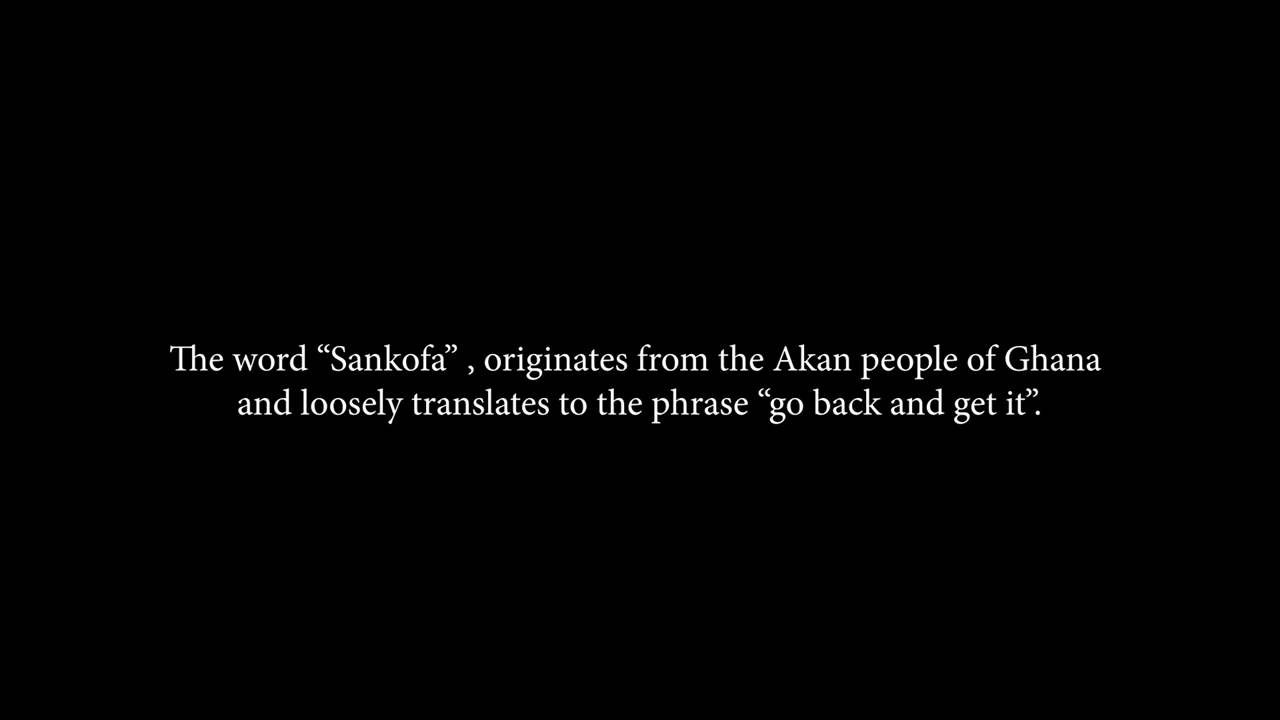 The word “Sankofa” , originates from the Akan people of Ghana
and loosely translates to the phrase “go back and get it”.